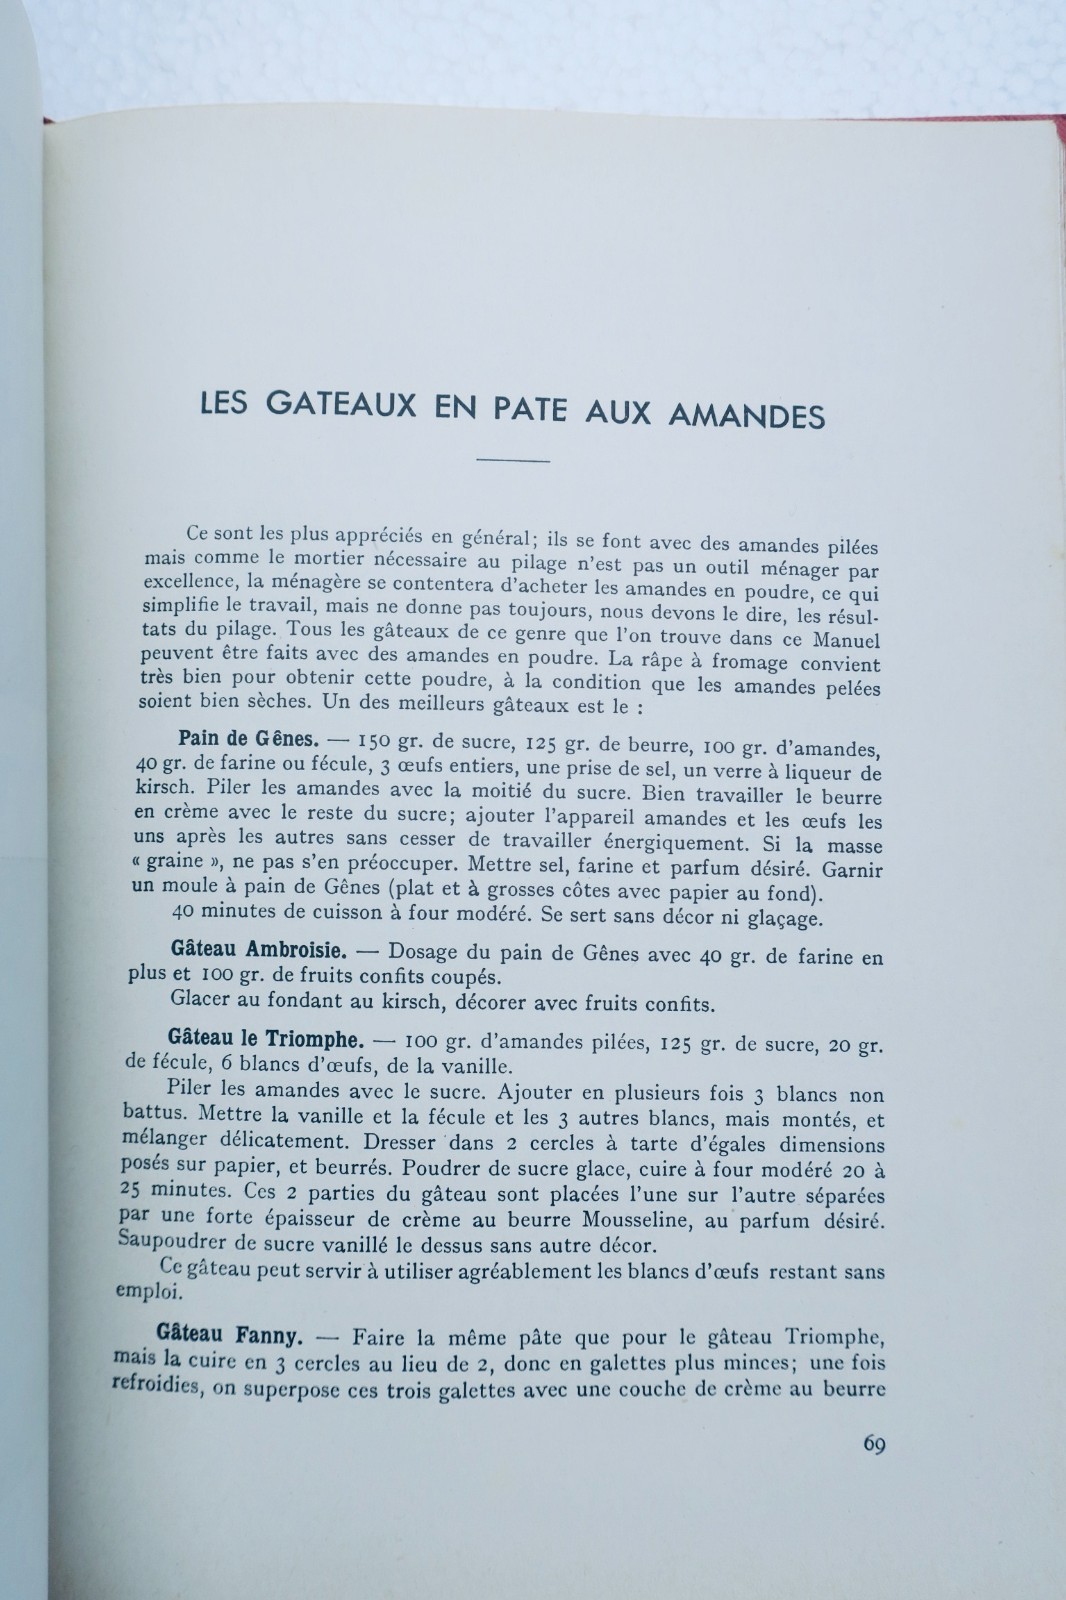 LES GATEAUX EN PATE AUX AMANDES
Ce sont les plus appréciés en général; ils se font avec des amandes pilées
mais comme le mortier nécessaire au pilage n'est pas un outil ménager par
excellence, la ménagère se contentera d'acheter les amandes en poudre, ce qui
simplifie le travail, mais ne donne pas toujours, nous devons le dire, les résul-
tats du pilage. Tous les gâteaux de ce genre que l'on trouve dans ce Manuel
peuvent être faits avec des amandes en poudre. La râpe à fromage convient
très bien pour obtenir cette poudre, à la condition que les amandes pelées
soient bien sèches. Un des meilleurs gâteaux est le :
Pain de Gênes. — 150 gr. de sucre, 125 gr. de beurre, 100 gr. d'amandes,
40 gr. de farine ou fécule, 3 œufs entiers, une prise de sel, un verre à liqueur de
kirsch. Piler les amandes avec la moitié du sucre. Bien travailler le beurre
en crème avec le reste du sucre; ajouter l'appareil amandes et les œufs les
uns après les autres sans cesser de travailler énergiquement. Si la masse
« graine », ne pas s'en préoccuper. Mettre sel, farine et parfum désiré. Garnir
un moule à pain de Gênes (plat et à grosses côtes avec papier au fond).
40 minutes de cuisson à four modéré. Se sert sans décor ni glaçage.
Gâteau Ambroisie. — Dosage du pain de Gênes avec 40 gr. de farine en
plus et 100 gr. de fruits confits coupés.
Glacer au fondant au kirsch, décorer avec fruits confits.
Gâteau le Triomphe. — 100 gr. d'amandes pilées, 125 gr. de sucre, 20 gr.
de fécule, 6 blancs d'œufs, de la vanille.
Piler les amandes avec le sucre. Ajouter en plusieurs fois 3 blancs non
battus. Mettre la vanille et la fécule et les 3 autres blancs, mais montés, et
mélanger délicatement. Dresser dans 2 cercles à tarte d'égales dimensions
posés sur papier, et beurrés. Poudrer de sucre glace, cuire à four modéré 20 à
25 minutes. Ces 2 parties du gâteau sont placées l'une sur l'autre séparées
par une forte épaisseur de crème au beurre Mousseline, au parfum désiré.
Saupoudrer de sucre vanillé le dessus sans autre décor.
Ce gâteau peut servir à utiliser agréablement les blancs d'œufs restant sans
emploi.
Gâteau Fanny. — Faire la même pâte que pour le gâteau Triomphe,
mais la cuire en 3 cercles au lieu de 2, donc en galettes plus minces; une fois
refroidies, on superpose ces trois galettes avec une couche de crème au beurre
69